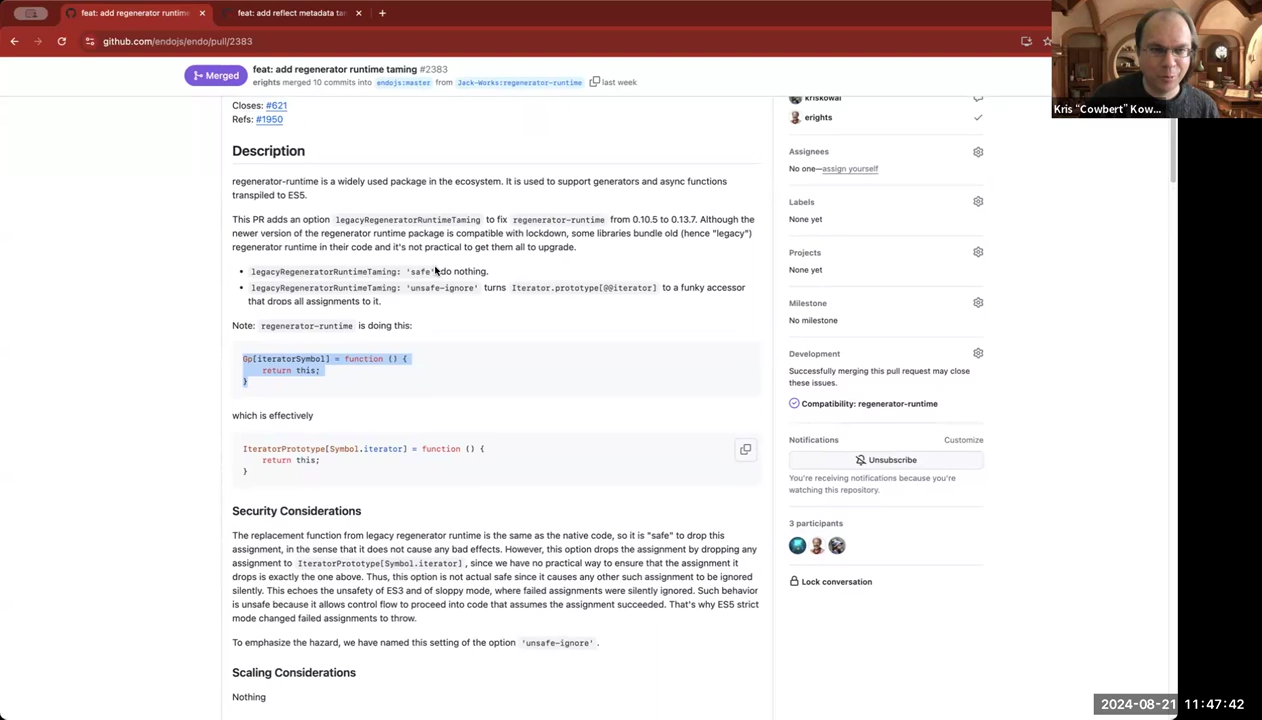 feat: add regenerator runtime
feat: add reflect metadata tan
github.com/endojs/endo/pull/2383
Merged
feat: add regenerator runtime taming #2383
erights merged 10 commits into endojs:master from Jack-Works:regenerator-runtime last week
Kris "Cowbert" Kow...
Closes: #621
Refs: #1950
Description
regenerator-runtime is a widely used package in the ecosystem. It is used to support generators and async functions
transpiled to ES5.
This PR adds an option legacyRegeneratorRuntimeTaming to fix regenerator-runtime from 0.10.5 to 0.13.7. Although the
newer version of the regenerator runtime package is compatible with lockdown, some libraries bundle old (hence "legacy")
regenerator runtime in their code and it's not practical to get them all to upgrade.
• legacyRegeneratorRuntimeTaming: 'safe' do nothing.
• legacyRegeneratorRuntimeTaming: 'unsafe-ignore' turns Iterator.prototype[@@iterator] to a funky accessor
that drops all assignments to it.
Note: regenerator-runtime is doing this:
Gp[iteratorSymbol] = function () {
return this;
}
which is effectively
IteratorPrototype[Symbol.iterator] = function () {
return this;
}
Security Considerations
The replacement function from legacy regenerator runtime is the same as the native code, so it is "safe" to drop this
assignment, in the sense that it does not cause any bad effects. However, this option drops the assignment by dropping any
assignment to IteratorPrototype[Symbol.iterator], since we have no practical way to ensure that the assignment it
drops is exactly the one above. Thus, this option is not actual safe since it causes any other such assignment to be ignored
silently. This echoes the unsafety of ES3 and of sloppy mode, where failed assignments were silently ignored. Such behavior
is unsafe because it allows control flow to proceed into code that assumes the assignment succeeded. That's why ES5 strict
mode changed failed assignments to throw.
To emphasize the hazard, we have named this setting of the option 'unsafe-ignore'.
Scaling Considerations
Nothing
kriskowal
erights
Assignees
No one—assign yourself
Labels
None yet
Projects
None yet
Milestone
No milestone
Development
Successfully merging this pull request may close
these issues.
Compatibility: regenerator-runtime
Notifications
Customize
Unsubscribe
You're receiving notifications because you're
watching this repository.
3 participants
Lock conversation
2024-08-21 11:47:42